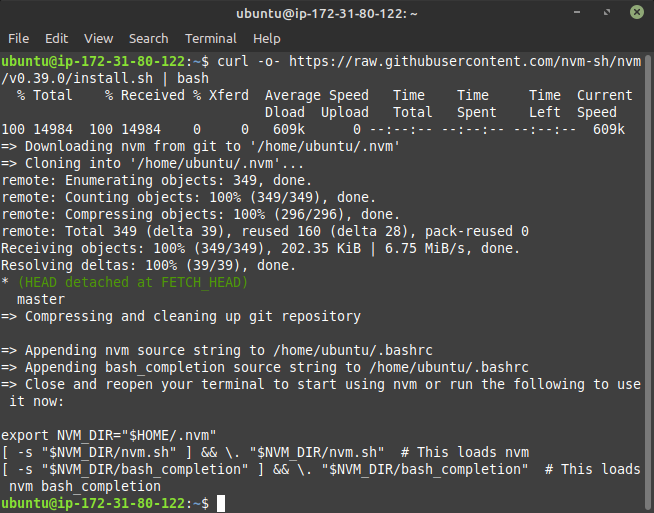 ubuntu@ip-172-31-80-122: ~
File Edit View Search Terminal Help
ubuntu@ip-172-31-80-122:~$ curl -o- https://raw.githubusercontent.com/nvm-sh/nvm
/v0.39.0/install.sh | bash
  % Total    % Received % Xferd  Average Speed   Time    Time     Time  Current
                                 Dload  Upload   Total   Spent    Left  Speed
100 14984  100 14984    0     0   609k      0 --:--:-- --:--:-- --:--:--  609k
=> Downloading nvm from git to '/home/ubuntu/.nvm'
=> Cloning into '/home/ubuntu/.nvm'...
remote: Enumerating objects: 349, done.
remote: Counting objects: 100% (349/349), done.
remote: Compressing objects: 100% (296/296), done.
remote: Total 349 (delta 39), reused 160 (delta 28), pack-reused 0
Receiving objects: 100% (349/349), 202.35 KiB | 6.75 MiB/s, done.
Resolving deltas: 100% (39/39), done.
* (HEAD detached at FETCH_HEAD)
  master
=> Compressing and cleaning up git repository

=> Appending nvm source string to /home/ubuntu/.bashrc
=> Appending bash_completion source string to /home/ubuntu/.bashrc
=> Close and reopen your terminal to start using nvm or run the following to use
 it now:

export NVM_DIR="$HOME/.nvm"
[ -s "$NVM_DIR/nvm.sh" ] && \. "$NVM_DIR/nvm.sh"  # This loads nvm
[ -s "$NVM_DIR/bash_completion" ] && \. "$NVM_DIR/bash_completion"  # This loads
 nvm bash_completion
ubuntu@ip-172-31-80-122:~$